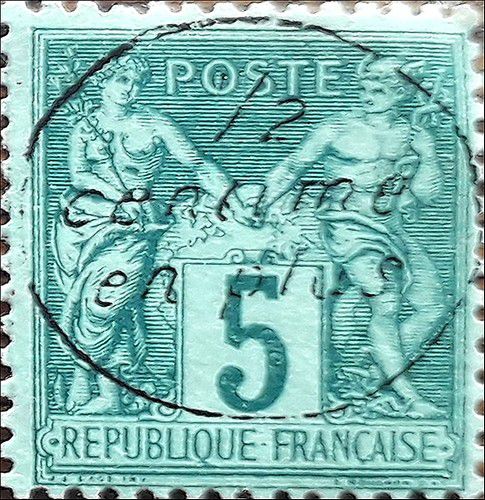 POSTE
12
centime
en plus
5
REPUBLIQUE FRANÇAISE